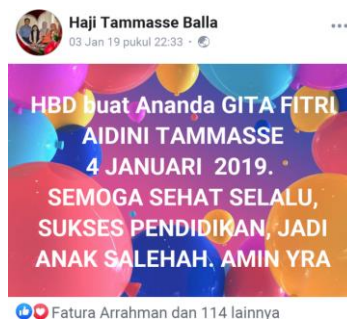 Haji Tammasse Balla
03 Jan 19 pukul 22:33 ·
HBD buat Ananda GITA FITRI
AIDINI TAMMASSE
4 JANUARI 2019.
SEMOGA SEHAT SELALU,
SUKSES PENDIDIKAN, JADI
ANAK SALEHAH. AMIN YRA
Fatura Arrahman dan 114 lainnya